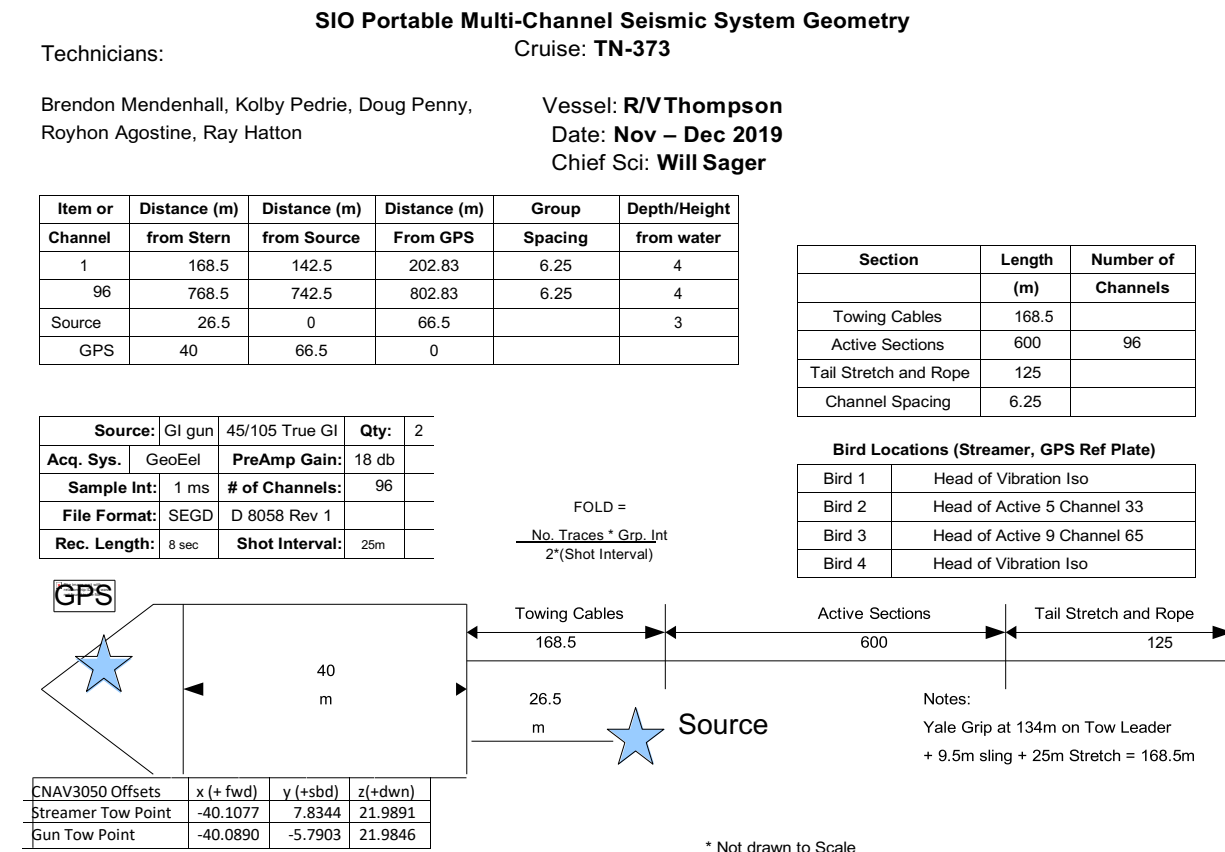 SIO Portable Multi-Channel Seismic System Geometry
Technicians:
Cruise: TN-373
Brendon Mendenhall, Kolby Pedrie, Doug Penny,
Royhon Agostine, Ray Hatton
Vessel: R/V Thompson
Date: Nov – Dec 2019
Chief Sci: Will Sager
Item or Distance (m) Distance (m) Distance (m) Group Depth/Height
Channel from Stern from Source From GPS Spacing from water
1 168.5 142.5 202.83 6.25 4
96 768.5 742.5 802.83 6.25 4
Source 26.5 0 66.5 3
GPS 40 66.5 0
Section Length Number of
(m) Channels
Towing Cables 168.5
Active Sections 600 96
Tail Stretch and Rope 125
Channel Spacing 6.25
Source: GI gun 45/105 True GI Qty: 2
Acq. Sys. GeoEel PreAmp Gain: 18 db
Sample Int: 1 ms # of Channels: 96
File Format: SEGD D 8058 Rev 1
Rec. Length: 8 sec Shot Interval: 25m
FOLD =
No. Traces * Grp. Int
2*(Shot Interval)
Bird Locations (Streamer, GPS Ref Plate)
Bird 1 Head of Vibration Iso
Bird 2 Head of Active 5 Channel 33
Bird 3 Head of Active 9 Channel 65
Bird 4 Head of Vibration Iso
GPS
Towing Cables
168.5
Active Sections
600
Tail Stretch and Rope
125
40
m
26.5
m
Source
Notes:
Yale Grip at 134m on Tow Leader
+ 9.5m sling + 25m Stretch = 168.5m
CNAV3050 Offsets x (+ fwd) y (+sbd) z(+dwn)
Streamer Tow Point -40.1077 7.8344 21.9891
Gun Tow Point -40.0890 -5.7903 21.9846
* Not drawn to Scale